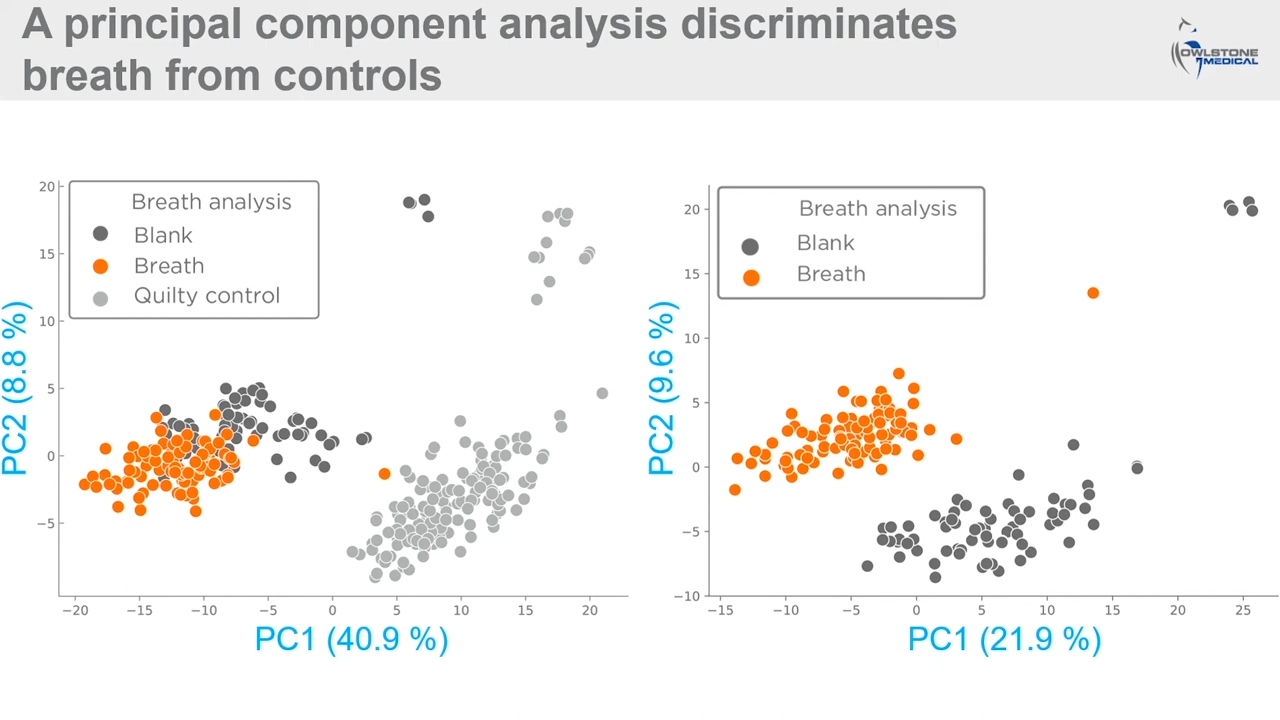 A principal component analysis discriminates
breath from controls
OWLSTONE
MEDICAL
20
15
10
5
0
−5
−20
−15
−10
−5
0
5
10
15
20
PC2 (8.8 %)
PC1 (40.9 %)
Breath analysis
Blank
Breath
Quilty control
20
15
10
5
0
−5
−10
−15
−10
−5
0
5
10
15
20
25
PC2 (9.6 %)
PC1 (21.9 %)
Breath analysis
Blank
Breath